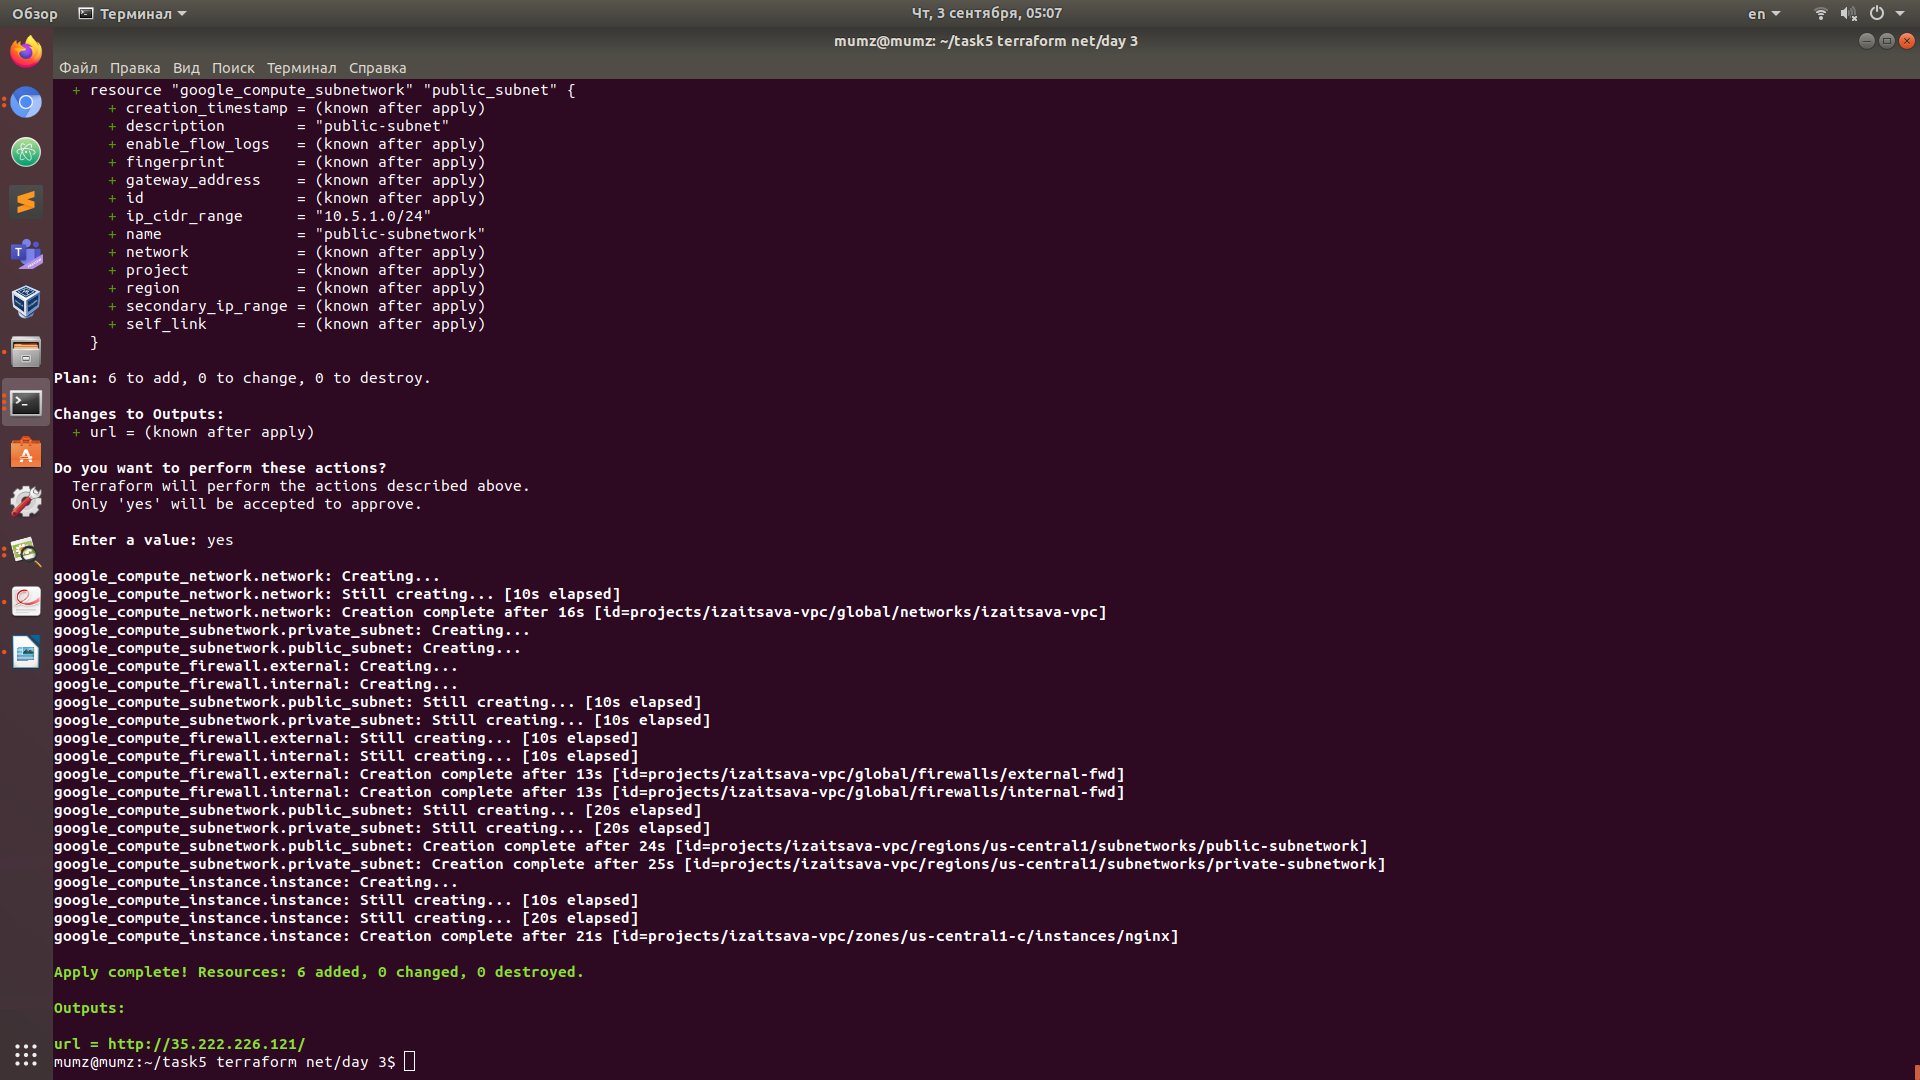 Обзор Терминал Чт, 3 сентября, 05:07 en
mumz@mumz: ~/task5 terraform net/day 3
Файл Правка Вид Поиск Терминал Справка
+ resource "google_compute_subnetwork" "public_subnet" {
+ creation_timestamp = (known after apply)
+ description = "public-subnet"
+ enable_flow_logs = (known after apply)
+ fingerprint = (known after apply)
+ gateway_address = (known after apply)
+ id = (known after apply)
+ ip_cidr_range = "10.5.1.0/24"
+ name = "public-subnetwork"
+ network = (known after apply)
+ project = (known after apply)
+ region = (known after apply)
+ secondary_ip_range = (known after apply)
+ self_link = (known after apply)
}
Plan: 6 to add, 0 to change, 0 to destroy.
Changes to Outputs:
+ url = (known after apply)
Do you want to perform these actions?
Terraform will perform the actions described above.
Only 'yes' will be accepted to approve.
Enter a value: yes
google_compute_network.network: Creating...
google_compute_network.network: Still creating... [10s elapsed]
google_compute_network.network: Creation complete after 16s [id=projects/izaitsava-vpc/global/networks/izaitsava-vpc]
google_compute_subnetwork.private_subnet: Creating...
google_compute_subnetwork.public_subnet: Creating...
google_compute_firewall.external: Creating...
google_compute_firewall.internal: Creating...
google_compute_subnetwork.public_subnet: Still creating... [10s elapsed]
google_compute_subnetwork.private_subnet: Still creating... [10s elapsed]
google_compute_firewall.external: Still creating... [10s elapsed]
google_compute_firewall.internal: Still creating... [10s elapsed]
google_compute_firewall.external: Creation complete after 13s [id=projects/izaitsava-vpc/global/firewalls/external-fwd]
google_compute_firewall.internal: Creation complete after 13s [id=projects/izaitsava-vpc/global/firewalls/internal-fwd]
google_compute_subnetwork.public_subnet: Still creating... [20s elapsed]
google_compute_subnetwork.private_subnet: Still creating... [20s elapsed]
google_compute_subnetwork.public_subnet: Creation complete after 24s [id=projects/izaitsava-vpc/regions/us-central1/subnetworks/public-subnetwork]
google_compute_subnetwork.private_subnet: Creation complete after 25s [id=projects/izaitsava-vpc/regions/us-central1/subnetworks/private-subnetwork]
google_compute_instance.instance: Creating...
google_compute_instance.instance: Still creating... [10s elapsed]
google_compute_instance.instance: Still creating... [20s elapsed]
google_compute_instance.instance: Creation complete after 21s [id=projects/izaitsava-vpc/zones/us-central1-c/instances/nginx]
Apply complete! Resources: 6 added, 0 changed, 0 destroyed.
Outputs:
url = http://35.222.226.121/
mumz@mumz:~/task5 terraform net/day 3$